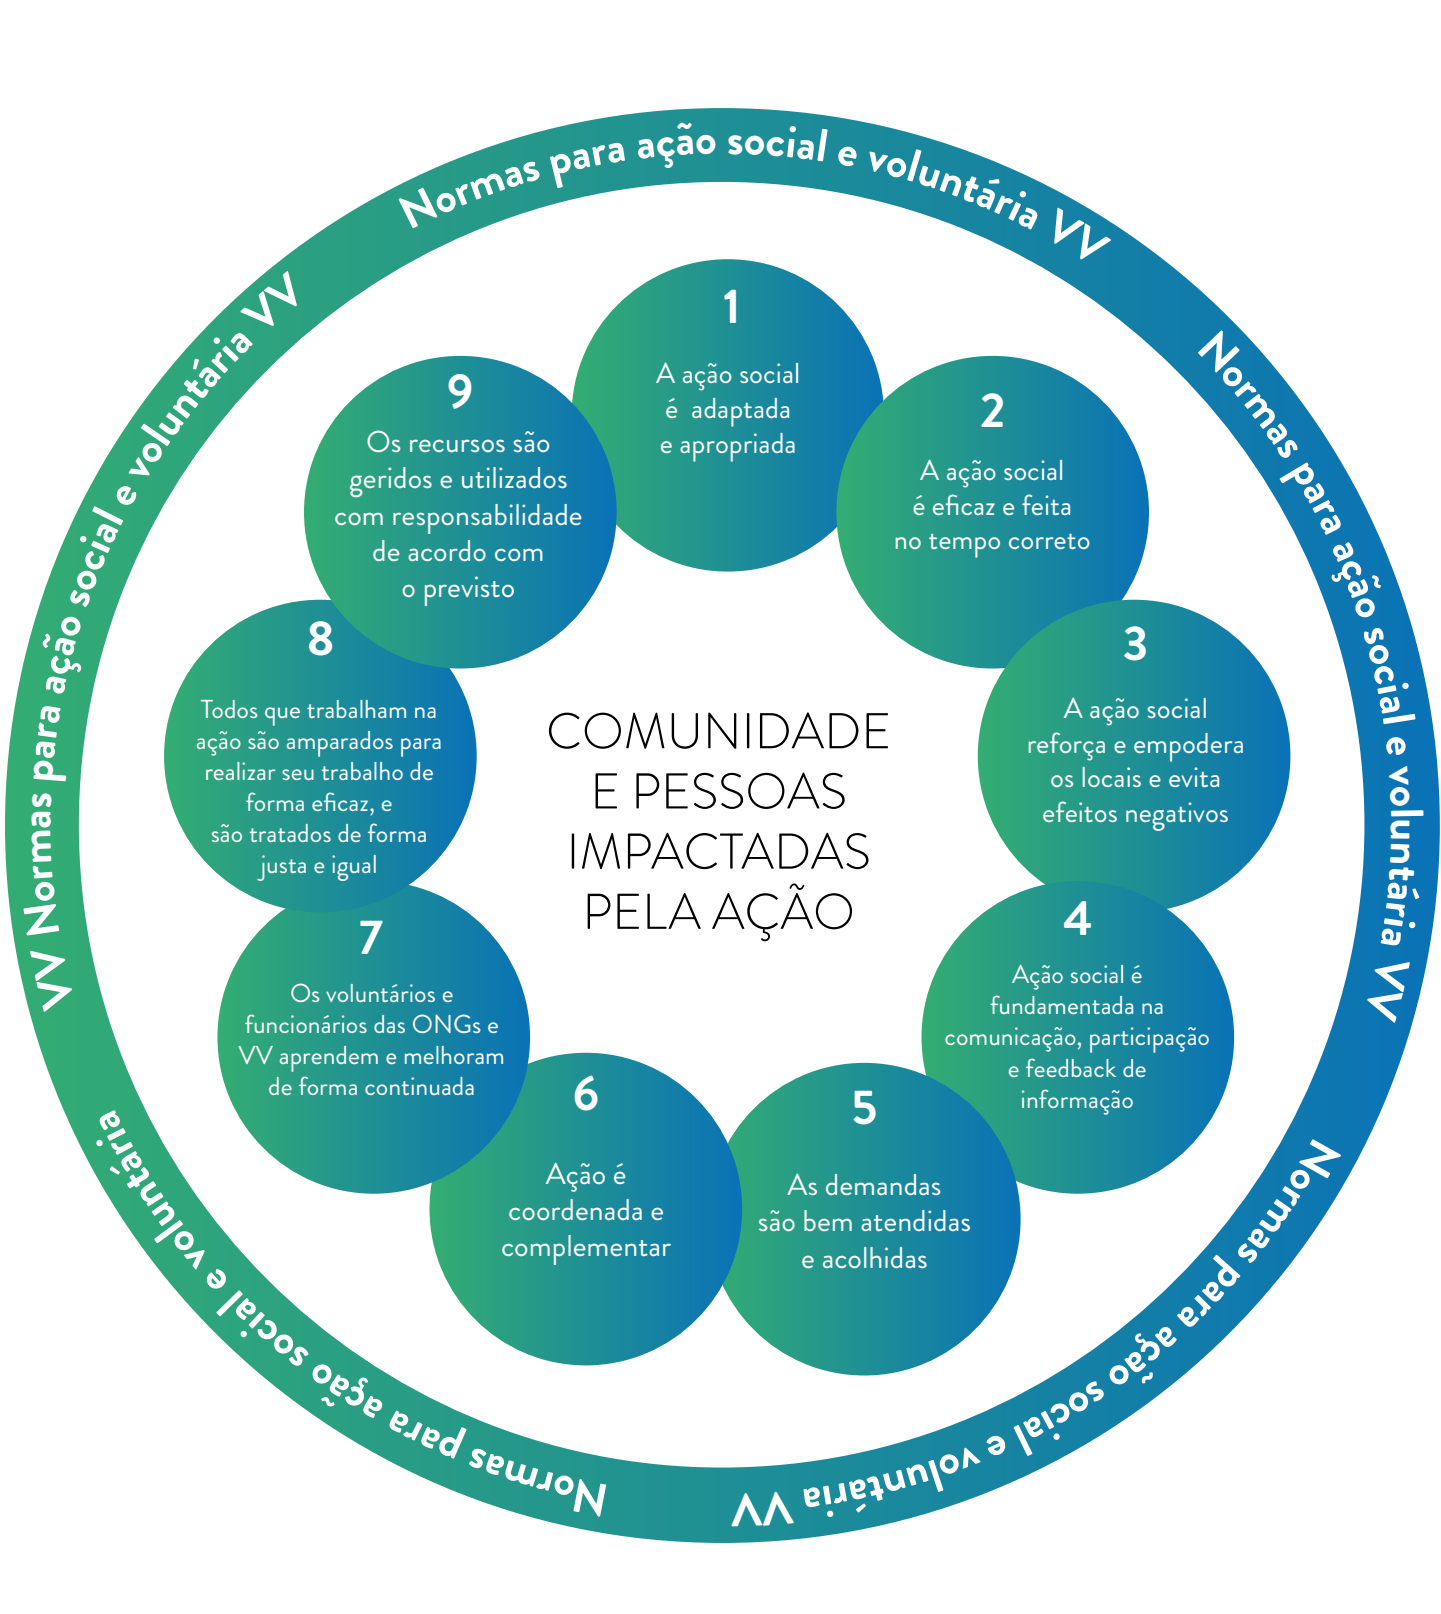 Normas para ação social e voluntária VV
Normas para ação social e voluntária VV
Normas para ação social e voluntária VV
Normas para ação social e voluntária
VV Normas para ação social e voluntária VV
1
A ação social
é adaptada
e apropriada
2
A ação social
é eficaz e feita
no tempo correto
3
A ação social
reforça e empodera
os locais e evita
efeitos negativos
4
Ação social é
fundamentada na
comunicação, participação
e feedback de
informação
5
As demandas
são bem atendidas
e acolhidas
6
Ação é
coordenada e
complementar
7
Os voluntários e
funcionários das ONGs e
VV aprendem e melhoram
de forma continuada
8
Todos que trabalham na
ação são amparados para
realizar seu trabalho de
forma eficaz, e
são tratados de forma
justa e igual
9
Os recursos são
geridos e utilizados
com responsabilidade
de acordo com
o previsto
COMUNIDADE
E PESSOAS
IMPACTADAS
PELA AÇÃO